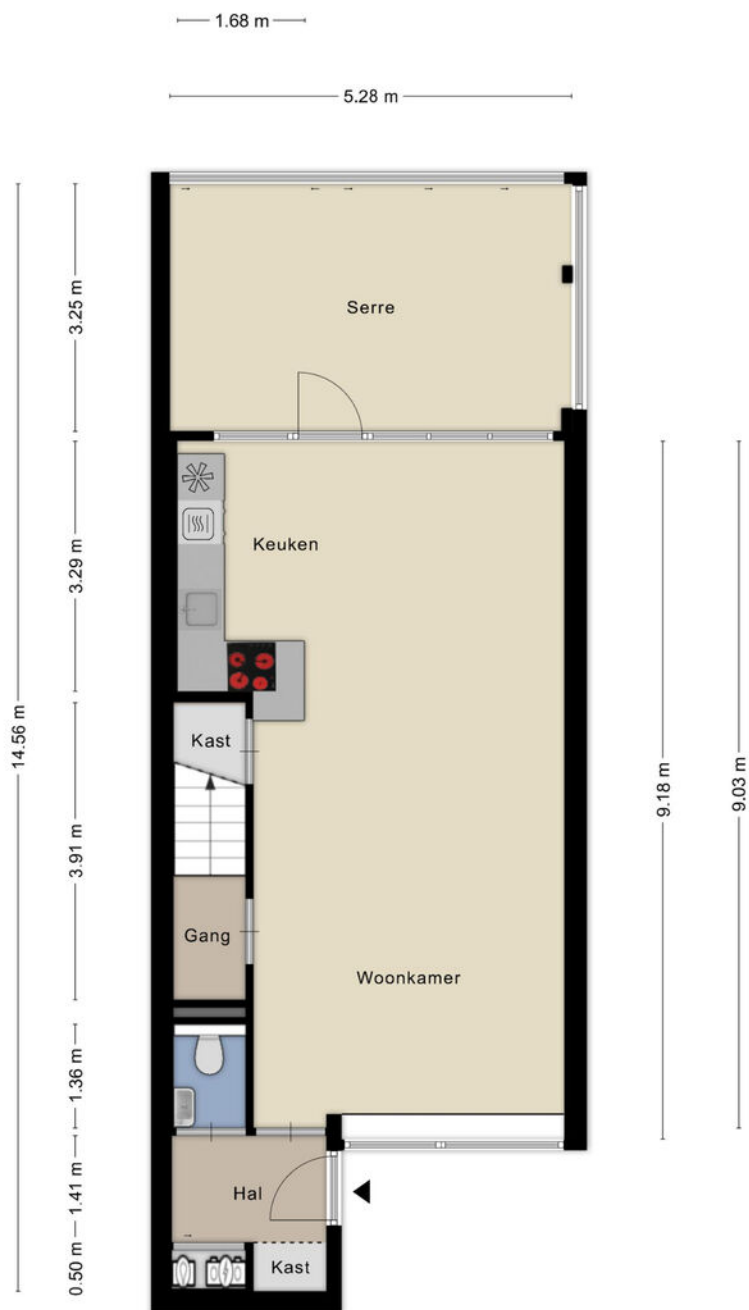 1.68 m
5.28 m
Serre
3.25 m
Keuken
3.29 m
14.56 m
Kast
9.18 m
9.03 m
3.91 m
Gang
Woonkamer
1.36 m
1.41 m
Hal
0.50 m
Kast